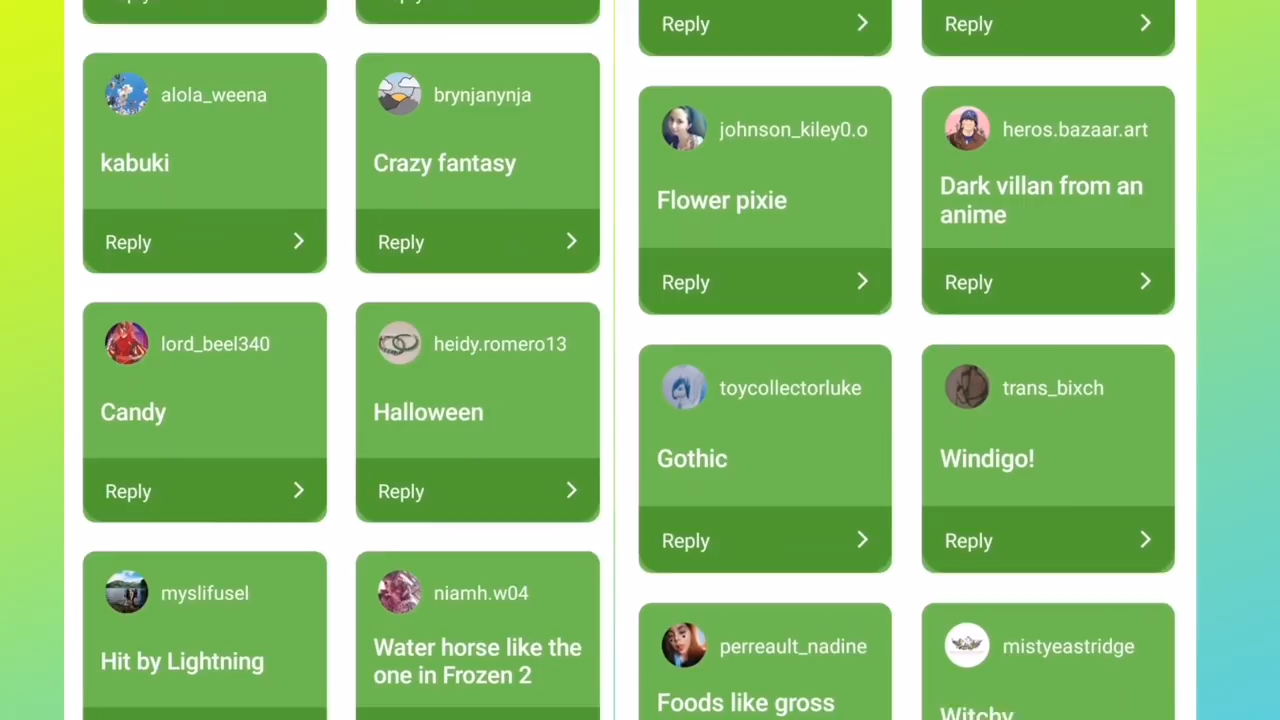 Reply
Reply
alola_weena
brynjanynja
kabuki
Crazy fantasy
Reply
Reply
lord_beel340
heidy.romero13
Candy
Halloween
Reply
Reply
myslifusel
niamh.w04
Hit by Lightning
Water horse like the
one in Frozen 2
Reply
Reply
johnson_kiley0.o
heros.bazaar.art
Flower pixie
Dark villan from an
anime
Reply
Reply
toycollectorluke
trans_bixch
Gothic
Windigo!
Reply
Reply
perreault_nadine
mistyeastridge
Foods like gross
Witchy